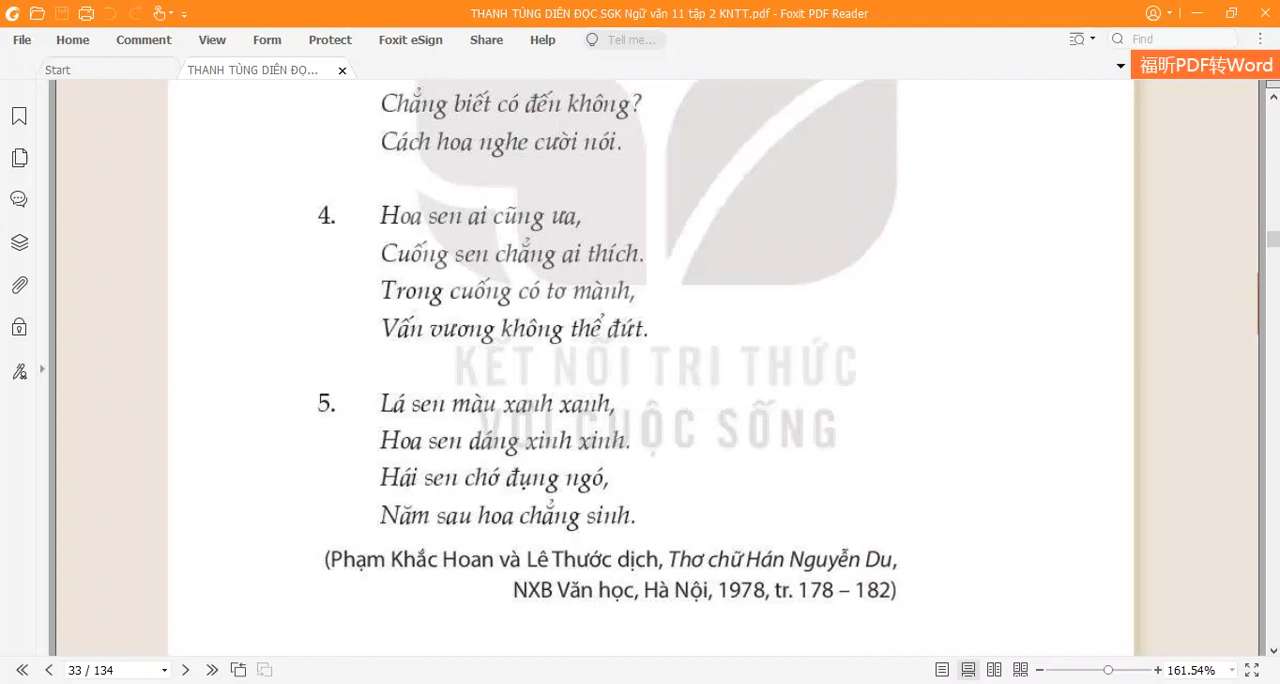 THANH TÙNG DIÊN ĐỌC SGK Ngữ văn 11 tập 2 KNTT.pdf - Foxit PDF Reader
File Home Comment View Form Protect Foxit eSign Share Help Tell me... Find
Start THANH TÙNG DIÊN ĐỌ... 福昕PDF转Word
Chẳng biết có đến không?
Cách hoa nghe cười nói.
4. Hoa sen ai cũng ưa,
Cuống sen chẳng ai thích.
Trong cuống có tơ mành,
Vấn vương không thể đứt.
KẾT NỐI TRI THỨC
5. Lá sen màu xanh xanh,
VỚI CUỘC SỐNG
Hoa sen dáng xinh xinh.
Hái sen chớ đụng ngó,
Năm sau hoa chẳng sinh.
(Phạm Khắc Hoan và Lê Thước dịch, Thơ chữ Hán Nguyễn Du,
NXB Văn học, Hà Nội, 1978, tr. 178 – 182)
33 / 134 161.54%